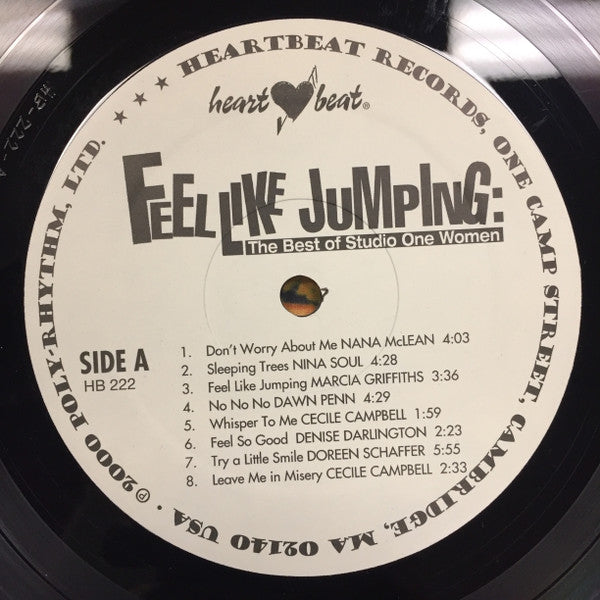 HEARTBEAT RECORDS, ONE CAMP STREET, CAMBRIDGE, MA 02140 USA · ℗2000 POLY-RHYTHM, LTD. ★★★
heart beat®
FEEL LIKE JUMPING:
The Best of Studio One Women
SIDE A
HB 222
1. Don't Worry About Me NANA McLEAN 4:03
2. Sleeping Trees NINA SOUL 4:28
3. Feel Like Jumping MARCIA GRIFFITHS 3:36
4. No No No DAWN PENN 4:29
5. Whisper To Me CECILE CAMPBELL 1:59
6. Feel So Good DENISE DARLINGTON 2:23
7. Try a Little Smile DOREEN SCHAFFER 5:55
8. Leave Me in Misery CECILE CAMPBELL 2:33
HB-222-A